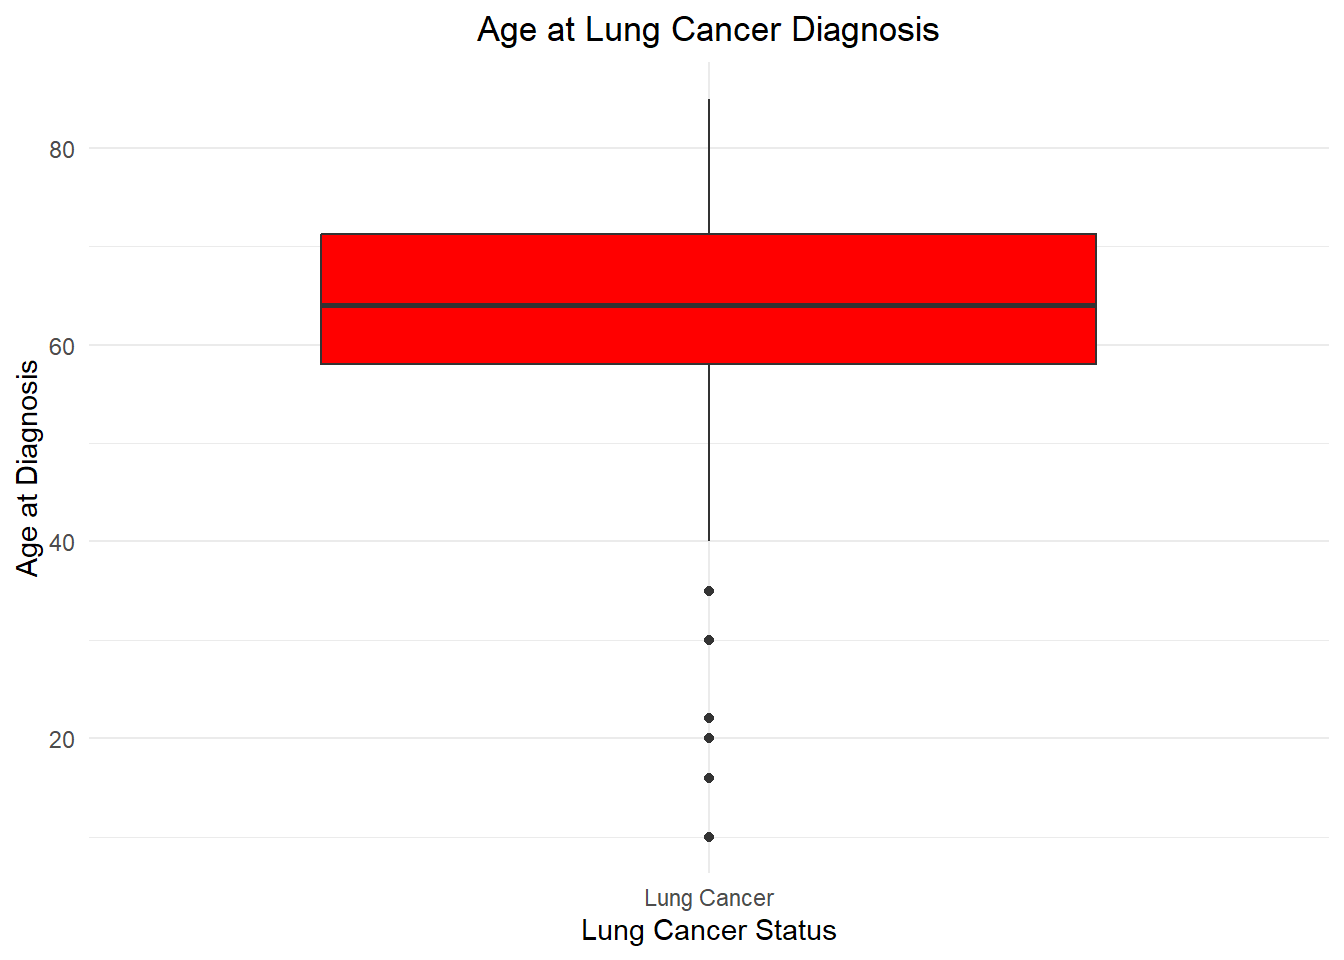 Age at Lung Cancer Diagnosis
Age at Diagnosis
80
60
40
20
Lung Cancer
Lung Cancer Status